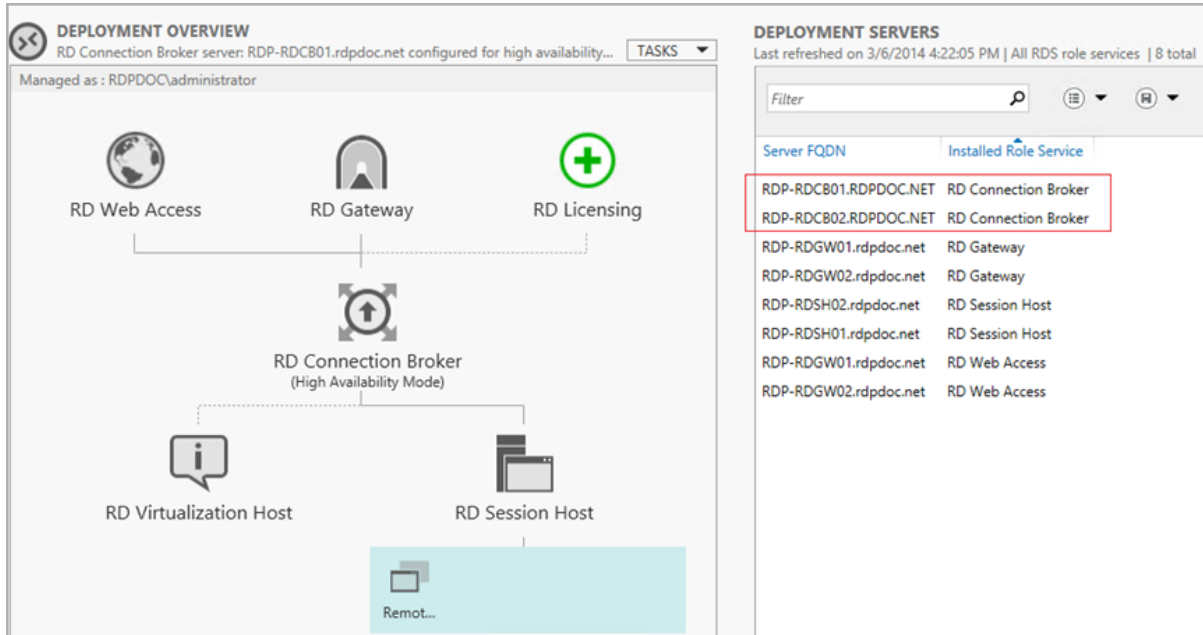 DEPLOYMENT OVERVIEW
RD Connection Broker server: RDP-RDCB01.rdpdoc.net configured for high availability...
TASKS
Managed as : RDPDOC\administrator
RD Web Access
RD Gateway
RD Licensing
RD Connection Broker
(High Availability Mode)
RD Virtualization Host
RD Session Host
Remot...
DEPLOYMENT SERVERS
Last refreshed on 3/6/2014 4:22:05 PM | All RDS role services | 8 total
Filter
Server FQDN Installed Role Service
RDP-RDCB01.RDPDOC.NET RD Connection Broker
RDP-RDCB02.RDPDOC.NET RD Connection Broker
RDP-RDGW01.rdpdoc.net RD Gateway
RDP-RDGW02.rdpdoc.net RD Gateway
RDP-RDSH02.rdpdoc.net RD Session Host
RDP-RDSH01.rdpdoc.net RD Session Host
RDP-RDGW01.rdpdoc.net RD Web Access
RDP-RDGW02.rdpdoc.net RD Web Access